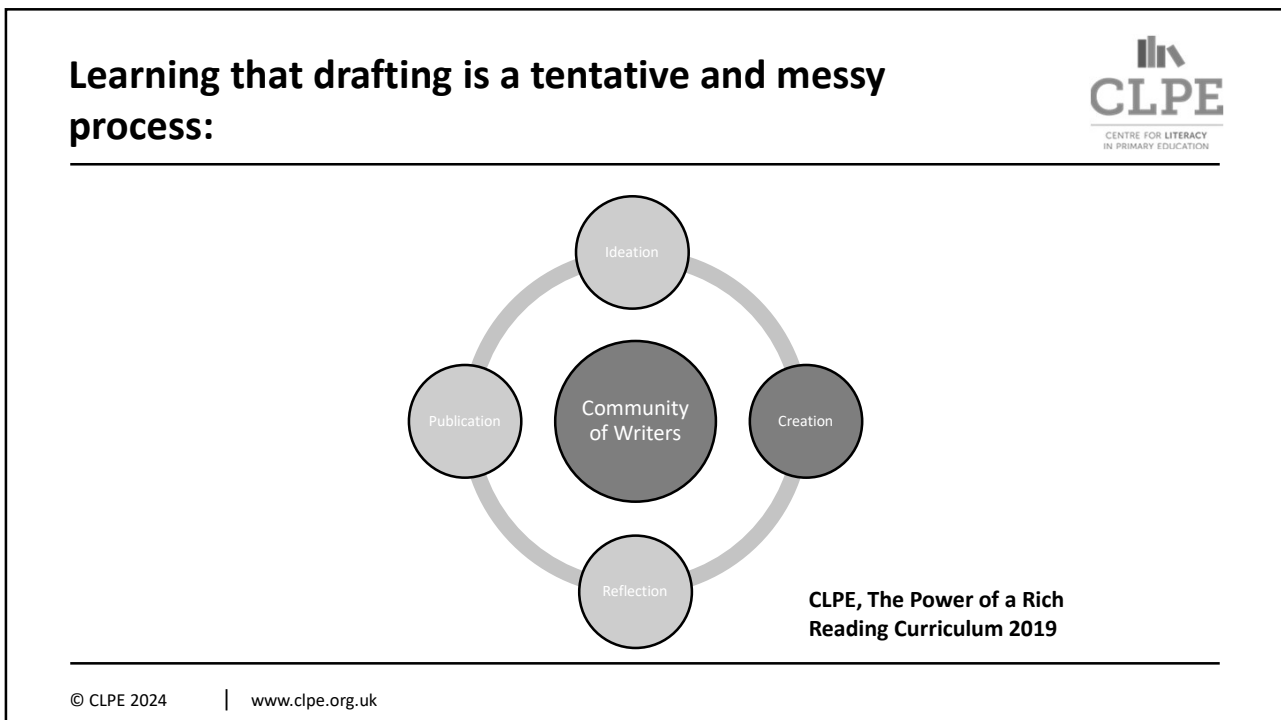 Learning that drafting is a tentative and messy
process:
CLPE
CENTRE FOR LITERACY
IN PRIMARY EDUCATION
Ideation
Publication
Community
of Writers
Creation
Reflection
CLPE, The Power of a Rich
Reading Curriculum 2019
© CLPE 2024 | www.clpe.org.uk